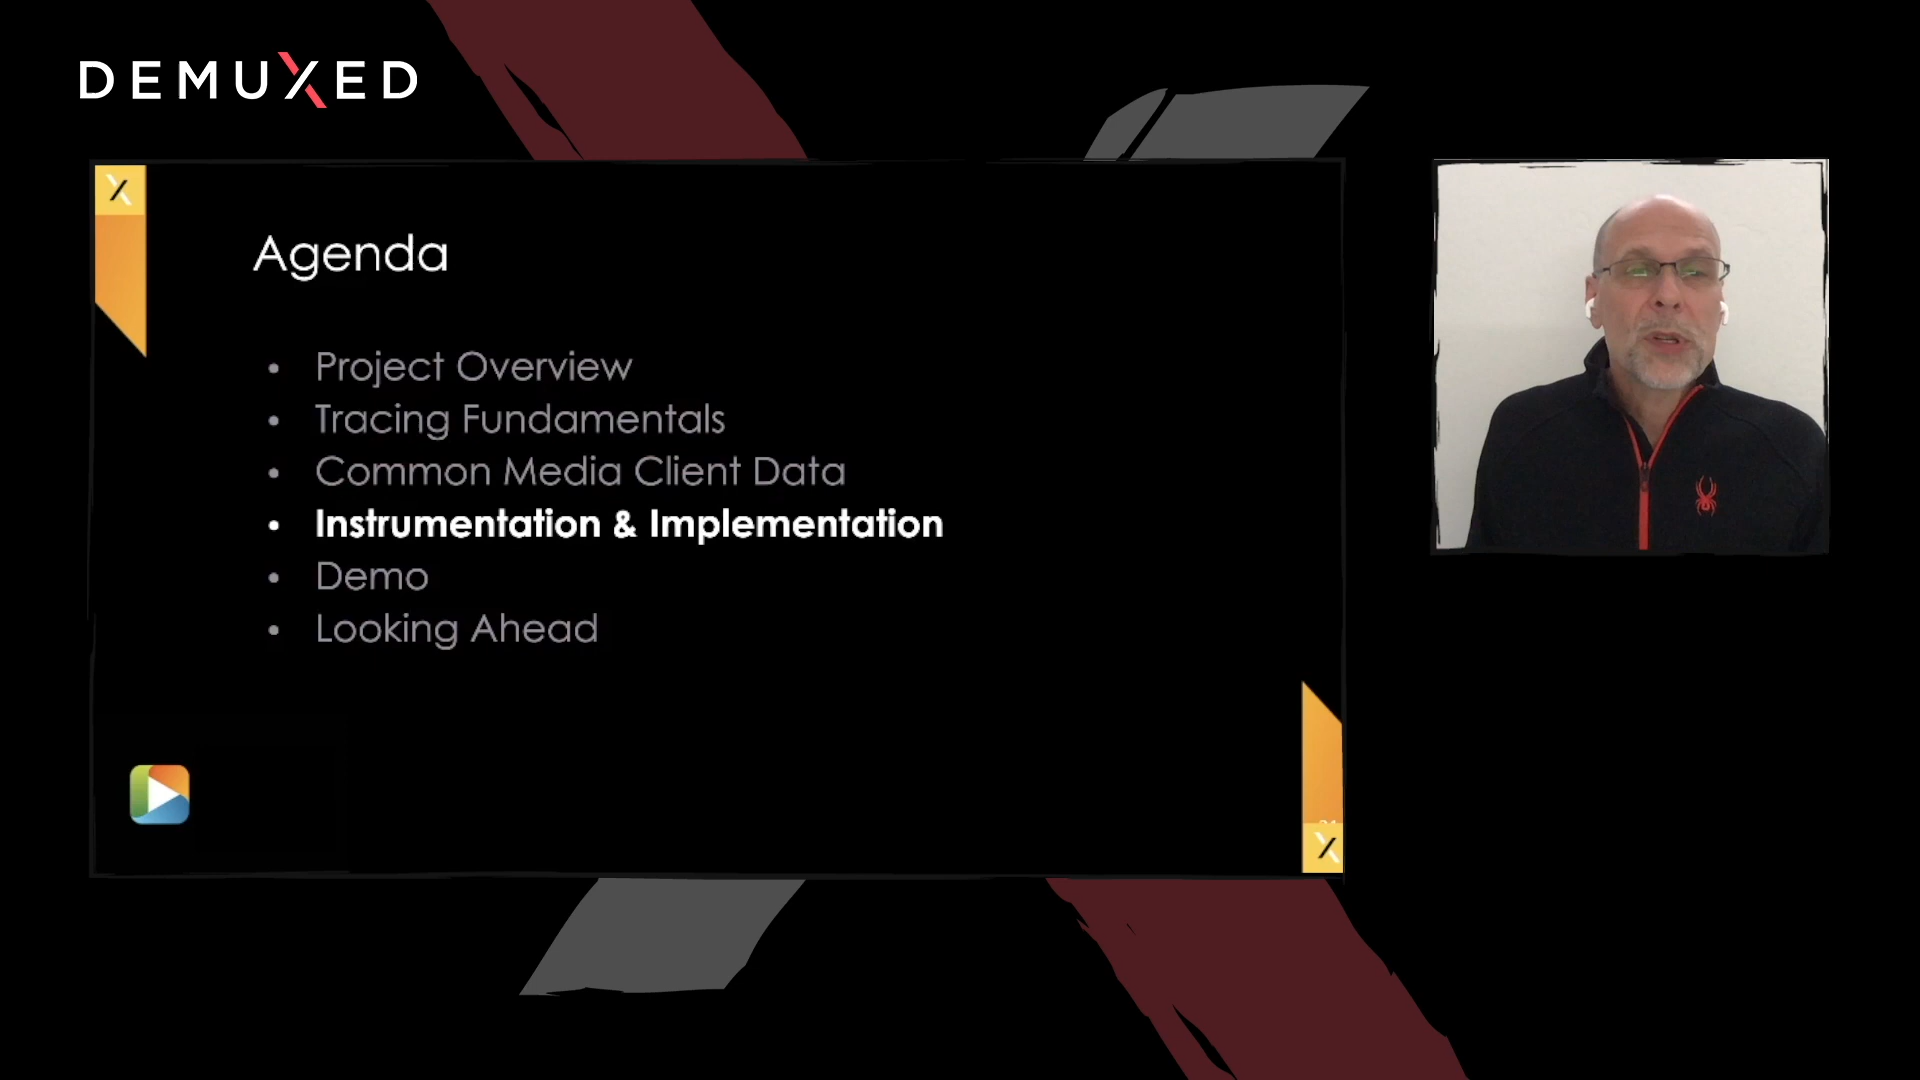 DEMUXED
Agenda
• Project Overview
• Tracing Fundamentals
• Common Media Client Data
• Instrumentation & Implementation
• Demo
• Looking Ahead